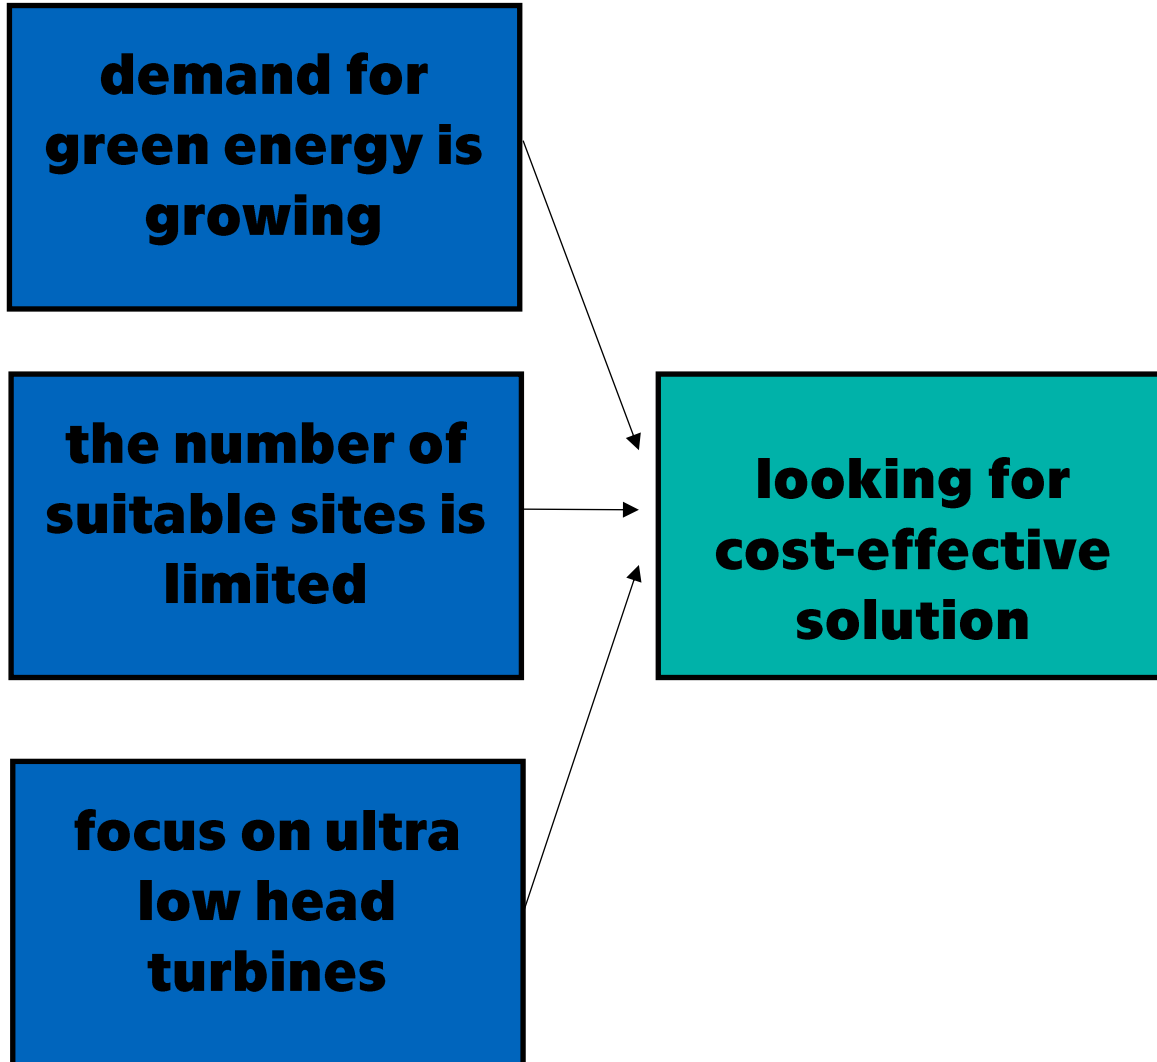 demand for
green energy is
growing
the number of
suitable sites is
limited
looking for
cost-effective
solution
focus on ultra
low head
turbines